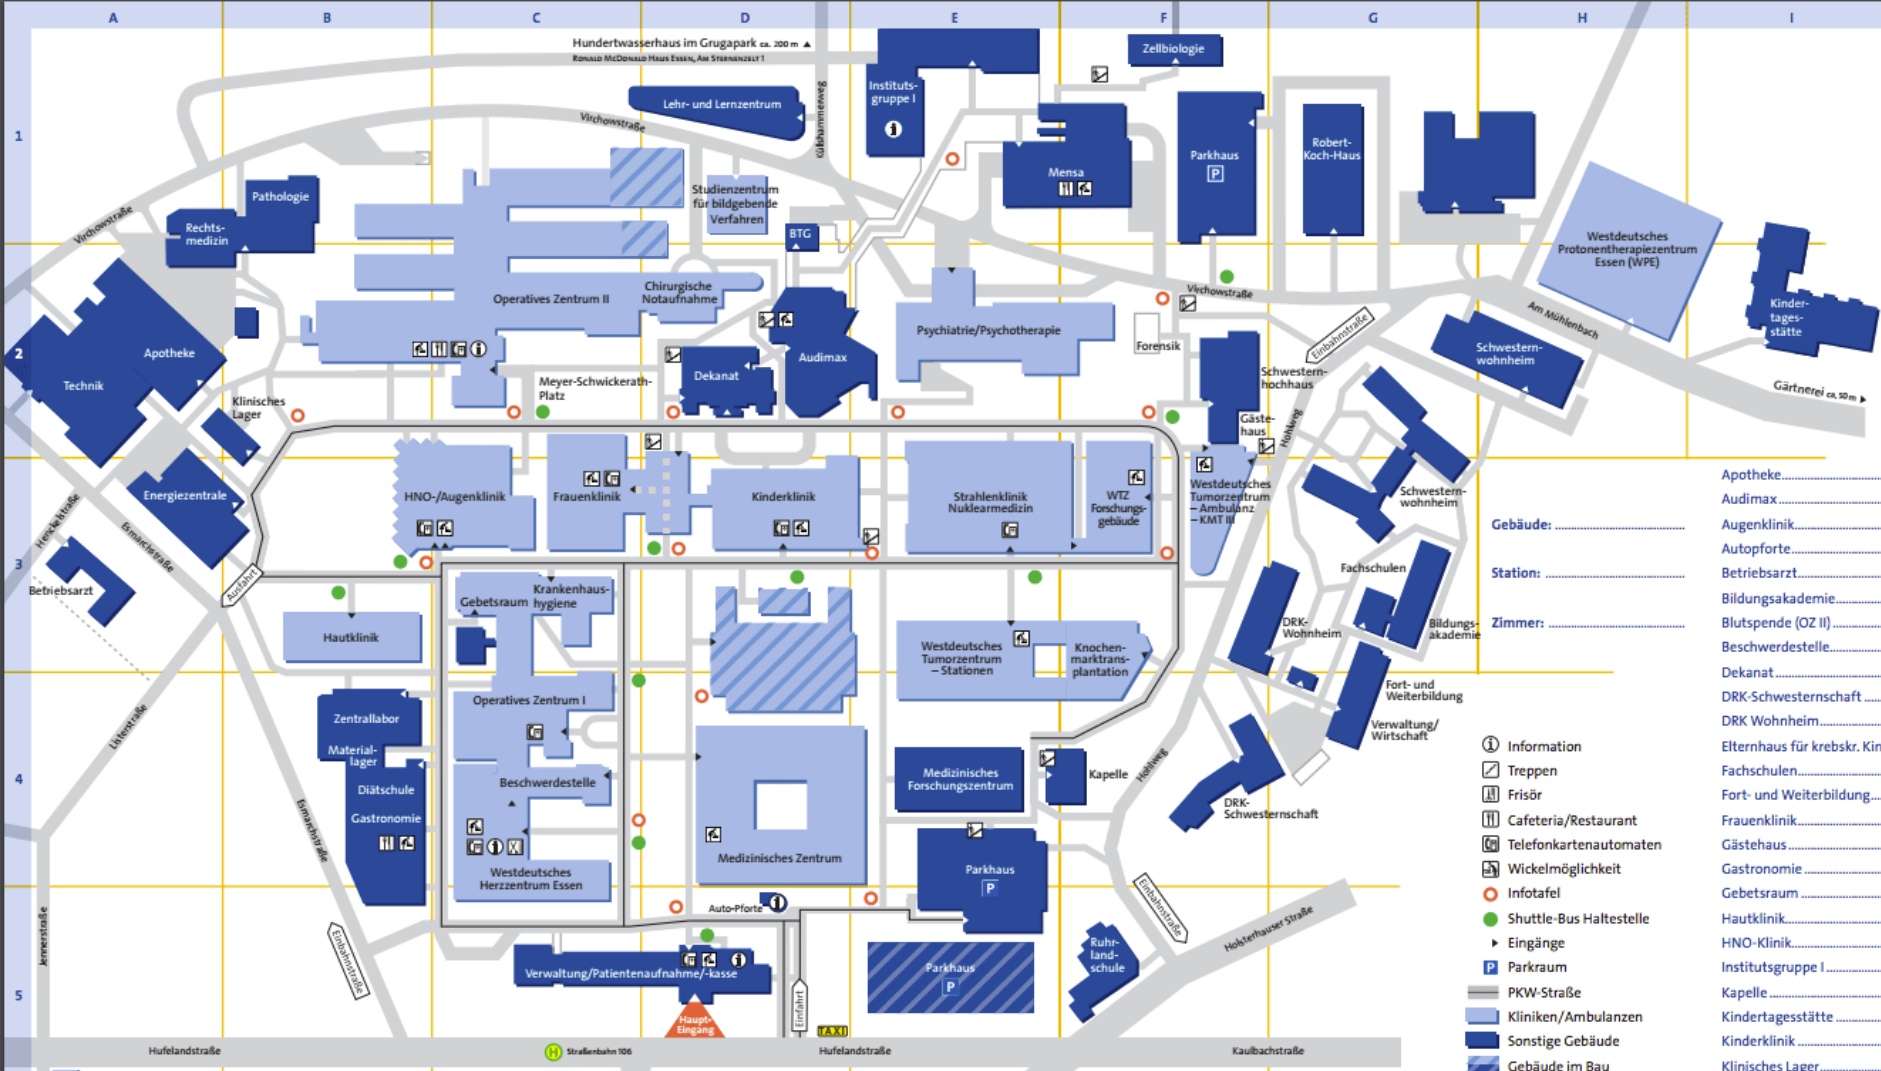 A
B
C
D
E
F
G
H
I
1
2
3
4
5
Hundertwasserhaus im Grugapark ca. 200 m
Ronald McDonald Haus Essen, Am Sternenzelt 1
Lehr- und Lernzentrum
Virchowstraße
Külshammerweg
Instituts-
gruppe I
Zellbiologie
Mensa
Parkhaus
P
Robert-
Koch-Haus
Pathologie
Rechts-
medizin
Virchowstraße
Studienzentrum
für bildgebende
Verfahren
BTG
Westdeutsches
Protonentherapiezentrum
Essen (WPE)
Kinder-
tages-
stätte
Operatives Zentrum II
Chirurgische
Notaufnahme
Psychiatrie/Psychotherapie
Virchowstraße
Am Mühlenbach
Einbahnstraße
Forensik
Schwestern-
wohnheim
Gärtnerei ca. 50 m
Apotheke
Technik
Audimax
Dekanat
Meyer-Schwickerath-
Platz
Klinisches
Lager
Schwestern-
hochhaus
Gäste-
haus
Hohlweg
Energiezentrale
HNO-/Augenklinik
Frauenklinik
Kinderklinik
Strahlenklinik
Nuklearmedizin
WTZ
Forschungs-
gebäude
Westdeutsches
Tumorzentrum
– Ambulanz
– KMT III
Schwestern-
wohnheim
Henckelstraße
Esmarchstraße
Betriebsarzt
Ausfahrt
Hautklinik
Gebetsraum
Krankenhaus-
hygiene
Westdeutsches
Tumorzentrum
– Stationen
Knochen-
marktrans-
plantation
Fachschulen
DRK-
Wohnheim
Bildungs-
akademie
Fort- und
Weiterbildung
Verwaltung/
Wirtschaft
Listerstraße
Zentrallabor
Material-
lager
Diätschule
Gastronomie
Operatives Zentrum I
Beschwerdestelle
Westdeutsches
Herzzentrum Essen
Medizinisches Zentrum
Medizinisches
Forschungszentrum
Kapelle
Hohlweg
DRK-
Schwesternschaft
Esmarchstraße
Parkhaus
P
Auto-Pforte
Einbahnstraße
Holsterhauser Straße
Jennerstraße
Einbahnstraße
Verwaltung/Patientenaufnahme/-kasse
Haupt-
Eingang
Einfahrt
TAXI
Parkhaus
P
Ruhr-
land-
schule
Hufelandstraße
H Straßenbahn 106
Hufelandstraße
Kaulbachstraße
Gebäude:
Station:
Zimmer:
Information
Treppen
Frisör
Cafeteria/Restaurant
Telefonkartenautomaten
Wickelmöglichkeit
Infotafel
Shuttle-Bus Haltestelle
Eingänge
P Parkraum
PKW-Straße
Kliniken/Ambulanzen
Sonstige Gebäude
Gebäude im Bau
Apotheke
Audimax
Augenklinik
Autopforte
Betriebsarzt
Bildungsakademie
Blutspende (OZ II)
Beschwerdestelle
Dekanat
DRK-Schwesternschaft
DRK Wohnheim
Elternhaus für krebskr. Kin
Fachschulen
Fort- und Weiterbildung
Frauenklinik
Gästehaus
Gastronomie
Gebetsraum
Hautklinik
HNO-Klinik
Institutsgruppe I
Kapelle
Kindertagesstätte
Kinderklinik
Klinisches Lager